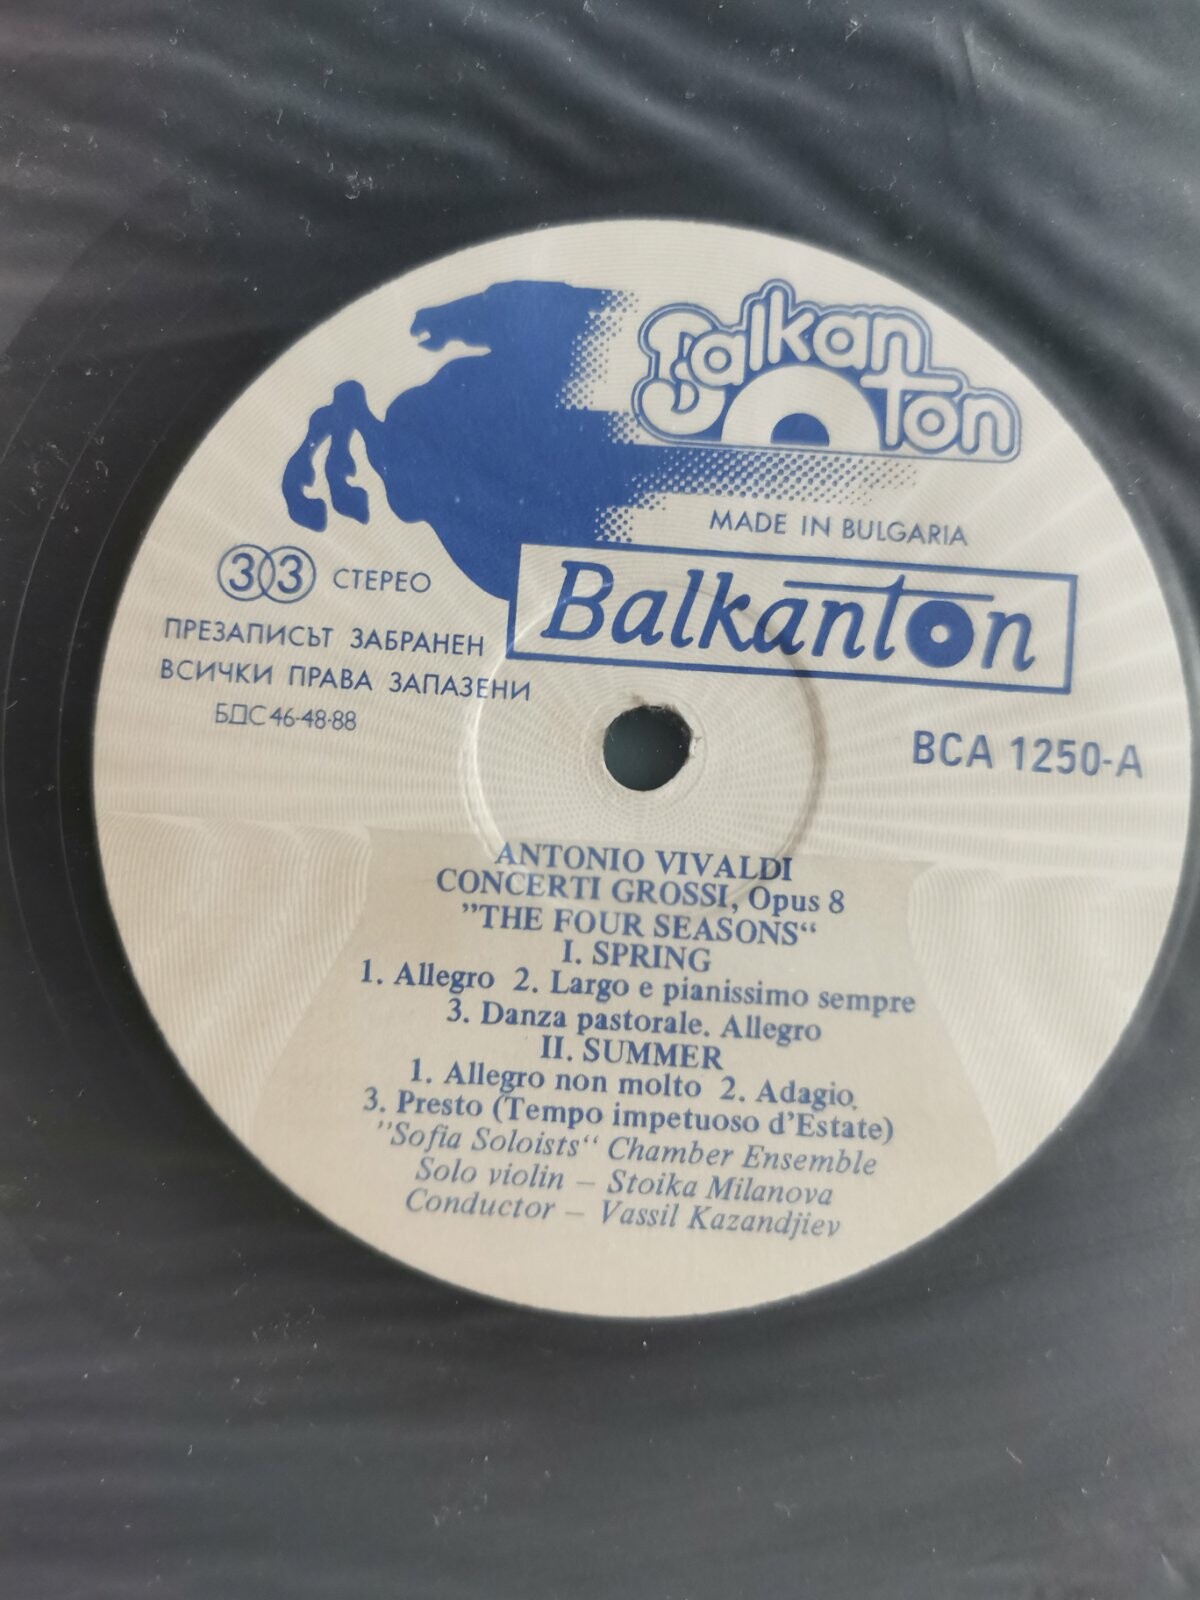 Balkan
ton
MADE IN BULGARIA
Balkanton
33 СТЕРЕО
ПРЕЗАПИСЪТ ЗАБРАНЕН
ВСИЧКИ ПРАВА ЗАПАЗЕНИ
БДС 46-48-88
BCA 1250-A
ANTONIO VIVALDI
CONCERTI GROSSI, Opus 8
”THE FOUR SEASONS“
I. SPRING
1. Allegro 2. Largo e pianissimo sempre
3. Danza pastorale. Allegro
II. SUMMER
1. Allegro non molto 2. Adagio
3. Presto (Tempo impetuoso d'Estate)
”Sofia Soloists“ Chamber Ensemble
Solo violin – Stoika Milanova
Conductor – Vassil Kazandjiev